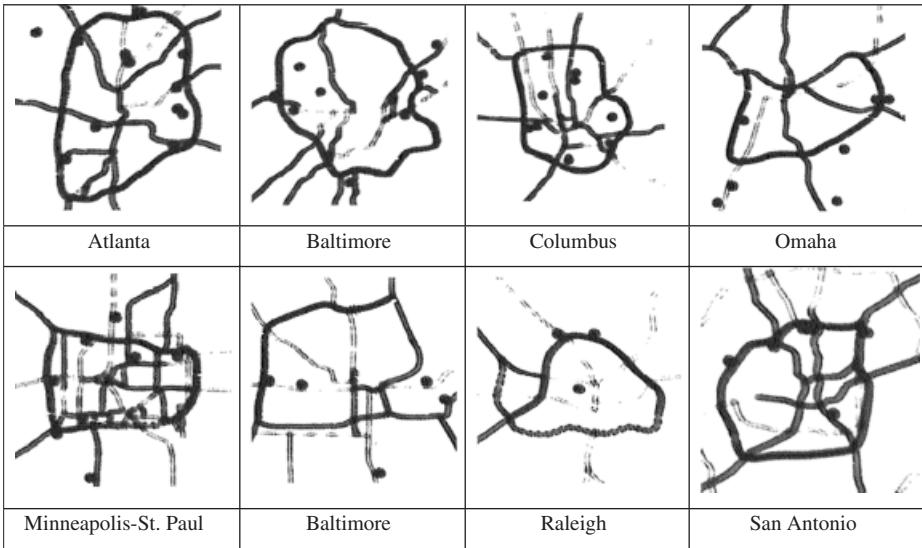 Atlanta
Baltimore
Columbus
Omaha
Minneapolis-St. Paul
Baltimore
Raleigh
San Antonio